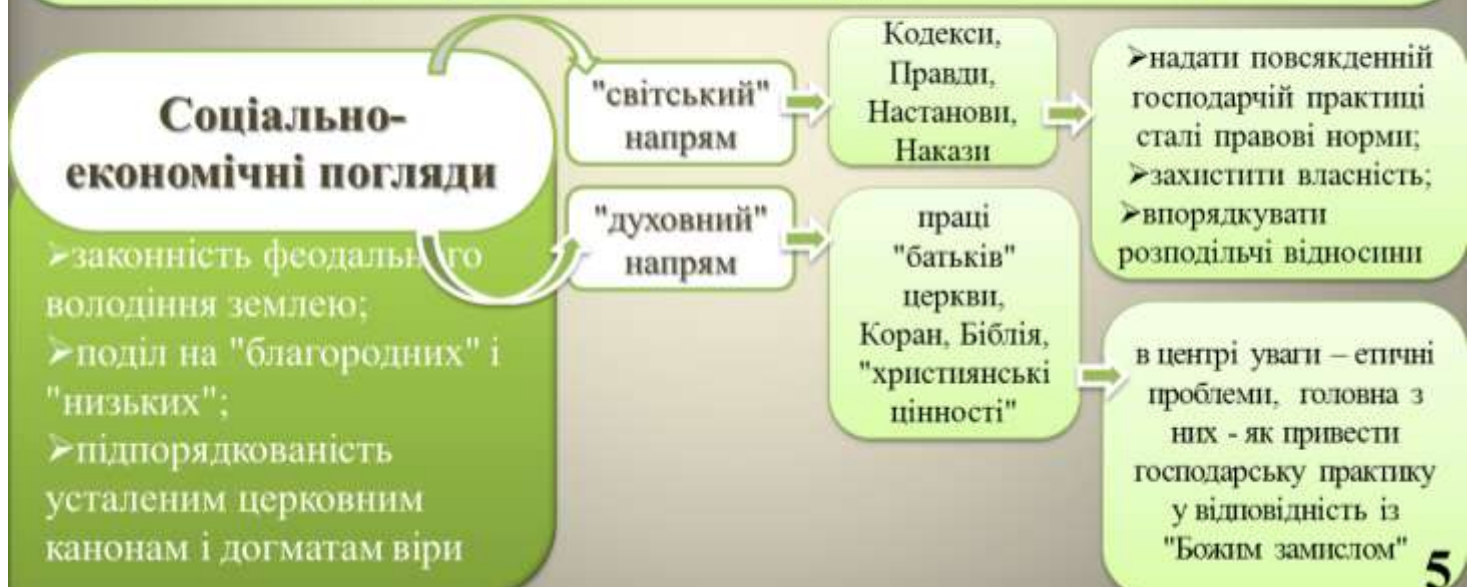 Соціально-
економічні погляди
➢законність феодального
володіння землею;
➢поділ на "благородних" і
"низьких";
➢підпорядкованість
усталеним церковним
канонам і догматам віри
"світський"
напрям
Кодекси,
Правди,
Настанови,
Накази
➢надати повсякденній
господарчій практиці
сталі правові норми;
➢захистити власність;
➢впорядкувати
розподільчі відносини
"духовний"
напрям
праці
"батьків"
церкви,
Коран, Біблія,
"християнські
цінності"
в центрі уваги – етичні
проблеми, головна з
них - як привести
господарську практику
у відповідність із
"Божим замислом"
5